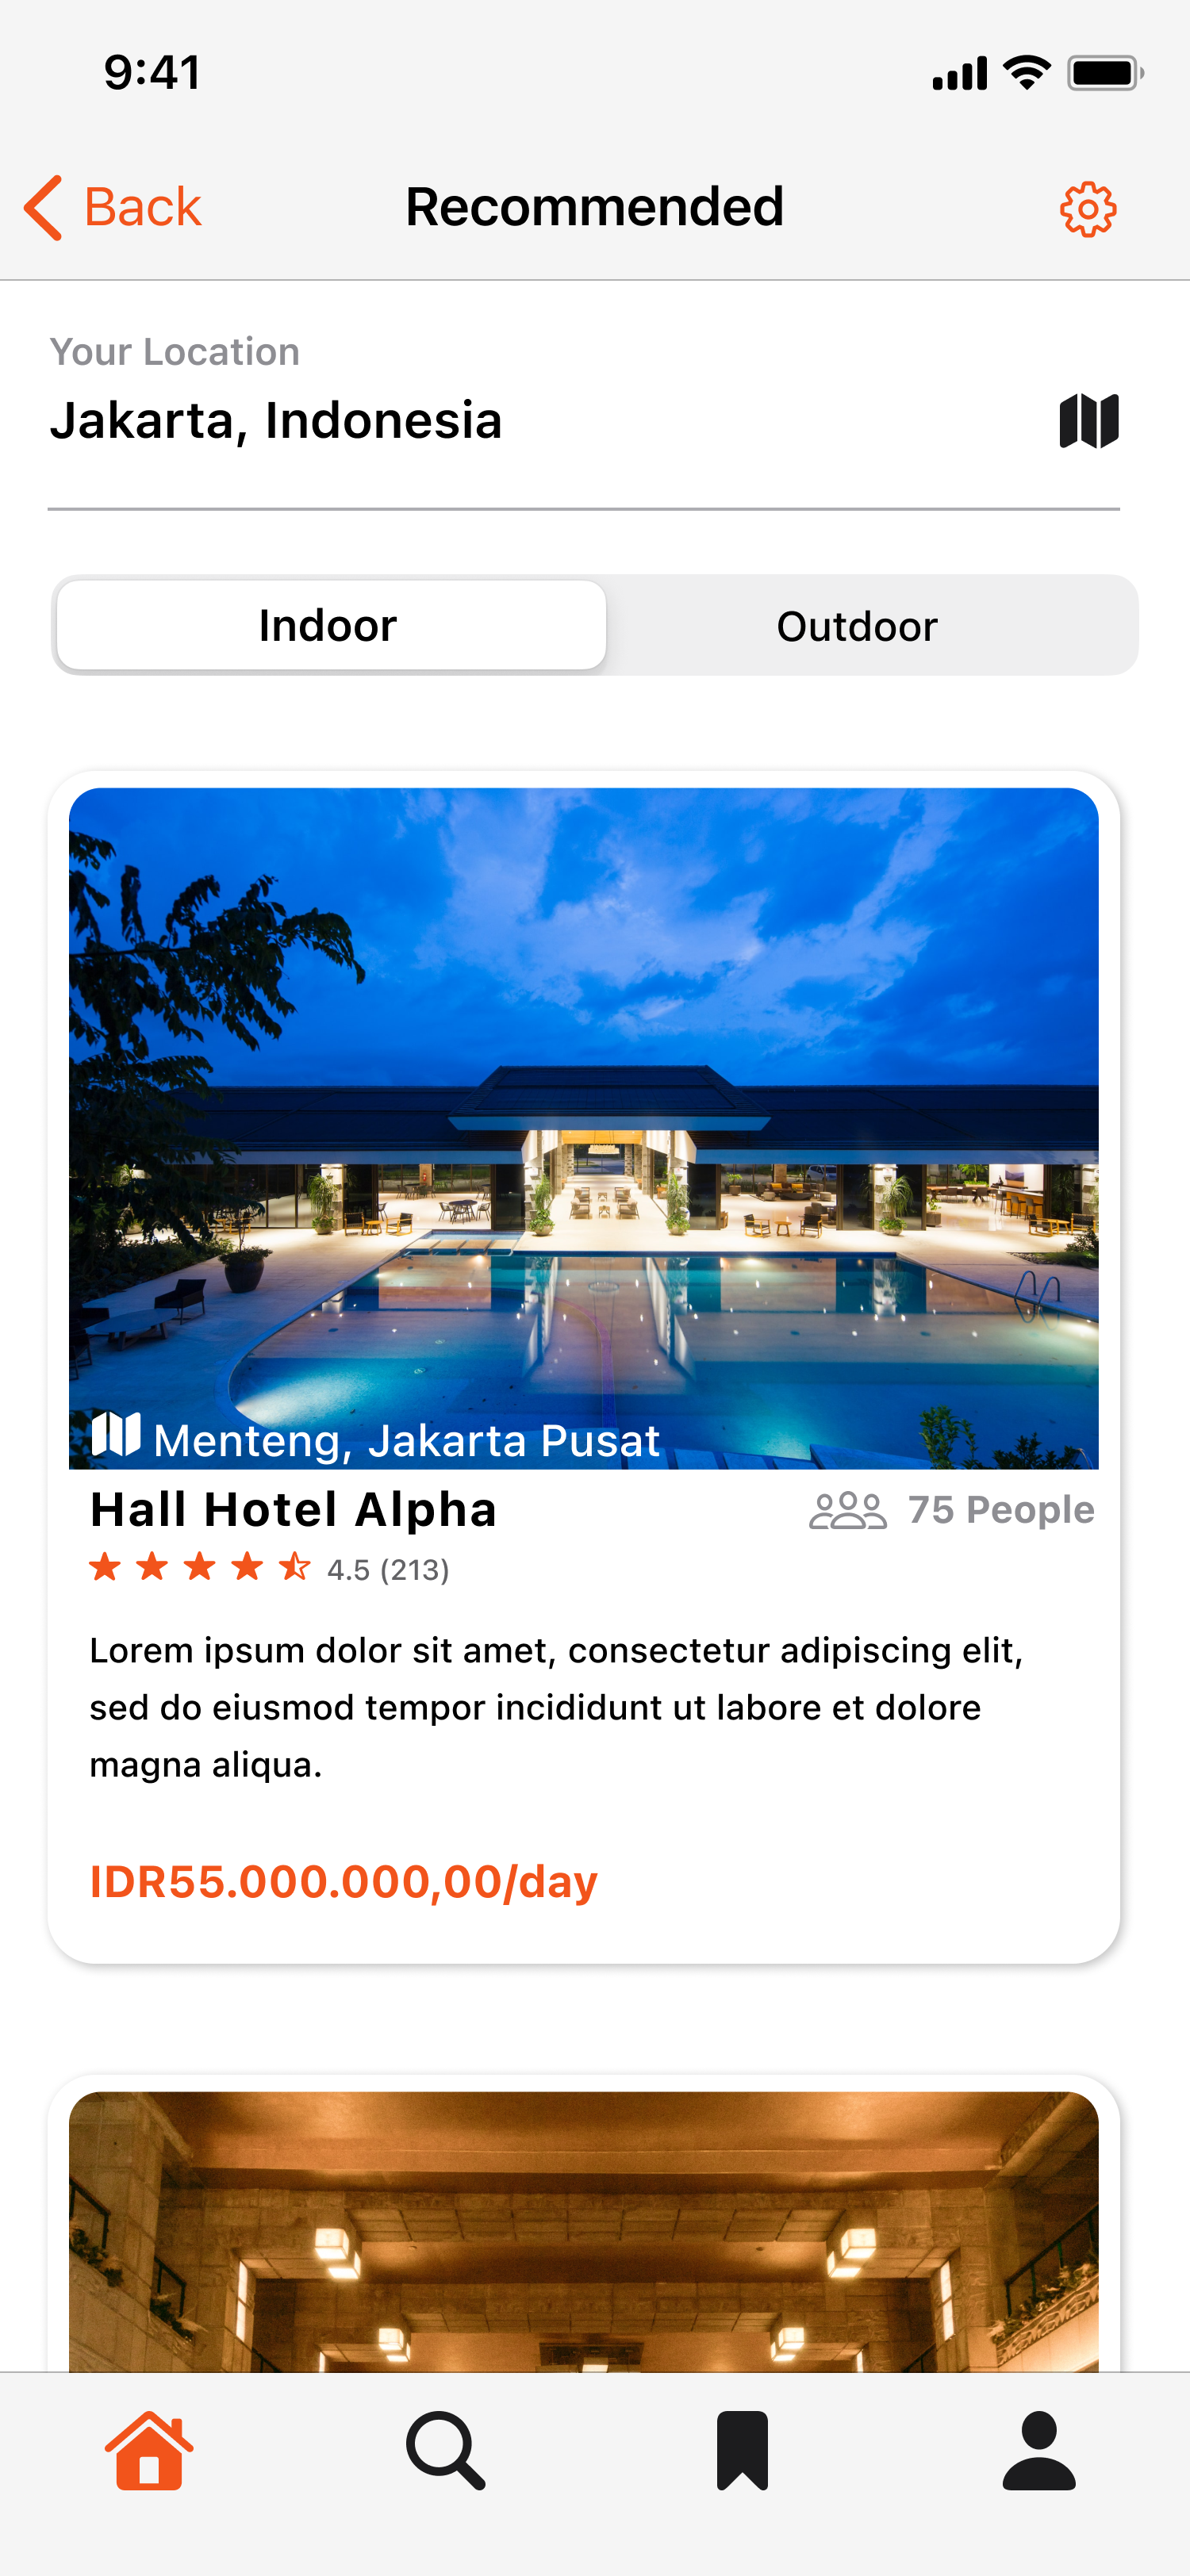 9:41
Back
Recommended
Your Location
Jakarta, Indonesia
Indoor
Outdoor
Menteng, Jakarta Pusat
Hall Hotel Alpha
75 People
4.5 (213)
Lorem ipsum dolor sit amet, consectetur adipiscing elit,
sed do eiusmod tempor incididunt ut labore et dolore
magna aliqua.
IDR55.000.000,00/day